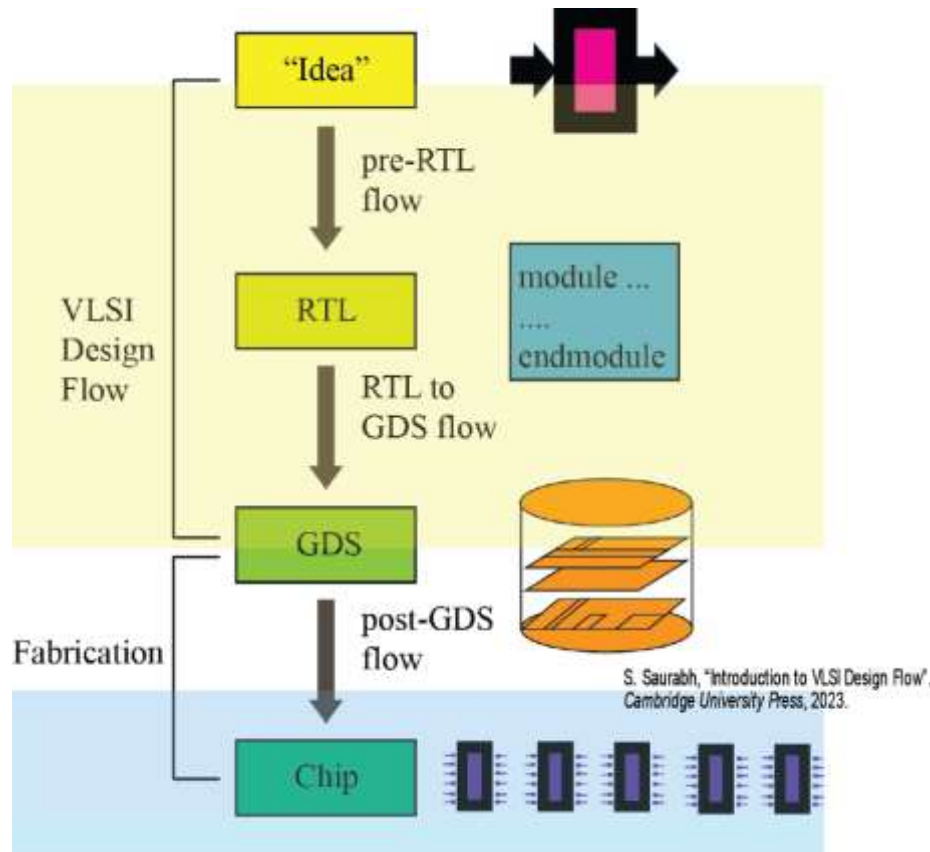 “Idea”
pre-RTL
flow
RTL
module ...
....
endmodule
VLSI
Design
Flow
RTL to
GDS flow
GDS
post-GDS
flow
Fabrication
S. Saurabh, “Introduction to VLSI Design Flow”.
Cambridge University Press, 2023.
Chip